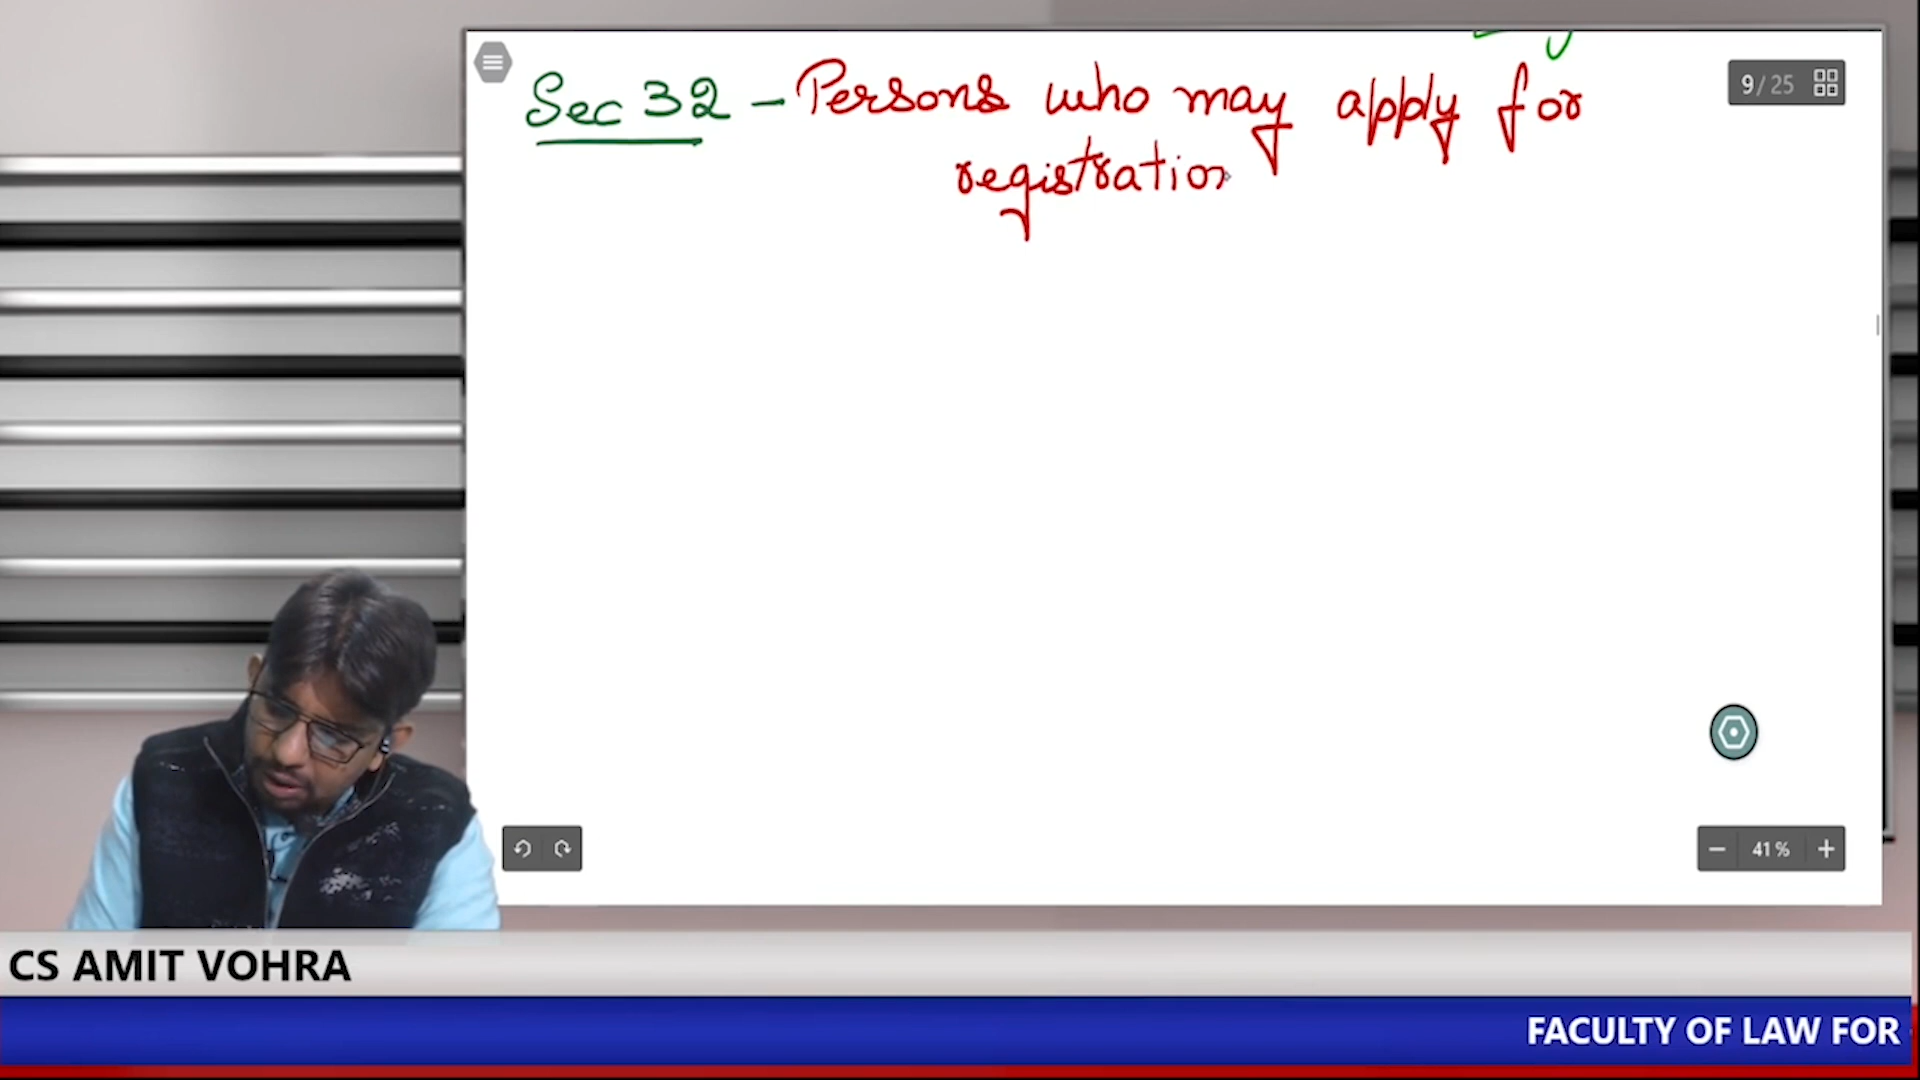 Sec 32 - Persons who may apply for
registration
9/25
41%
CS AMIT VOHRA
FACULTY OF LAW FOR